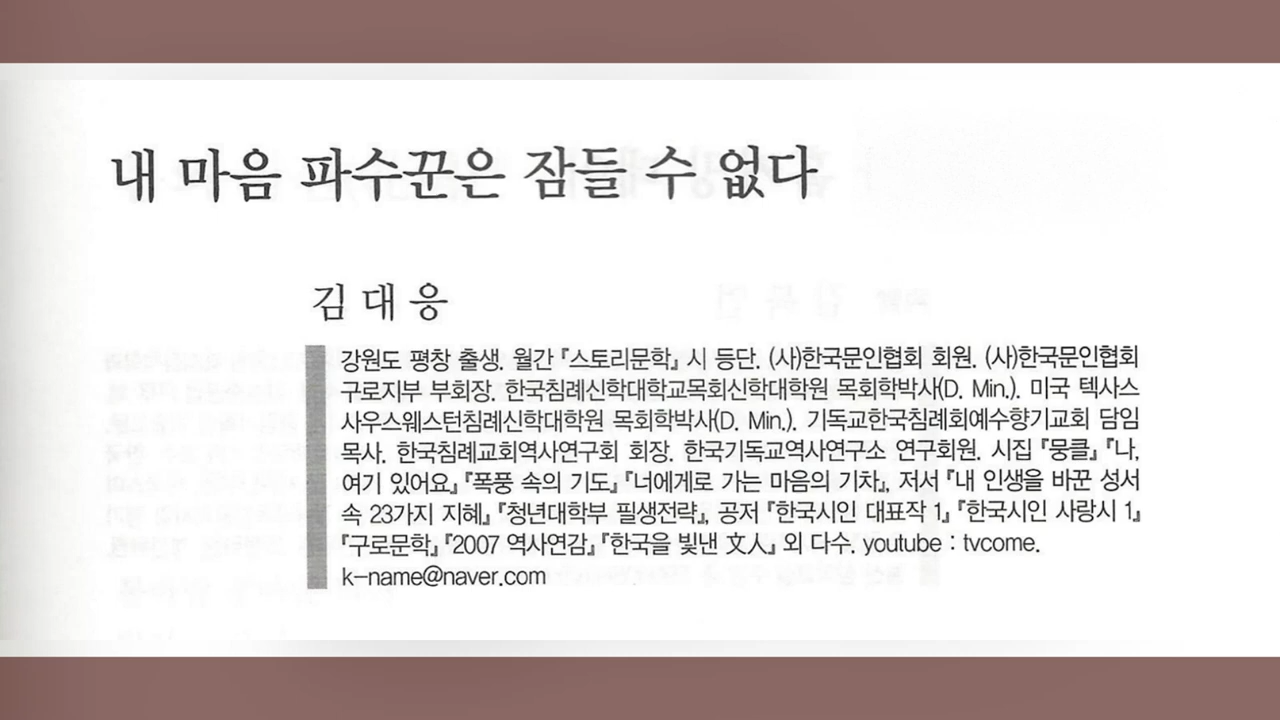 내 마음 파수꾼은 잠들 수 없다
김대응
강원도 평창 출생. 월간 『스토리문학』 시 등단. (사)한국문인협회 회원. (사)한국문인협회
구로지부 부회장. 한국침례신학대학교목회신학대학원 목회학박사(D. Min.). 미국 텍사스
사우스웨스턴침례신학대학원 목회학박사(D. Min.). 기독교한국침례회예수향기교회 담임
목사. 한국침례교회역사연구회 회장. 한국기독교역사연구소 연구회원. 시집 『뭉클』 『나,
여기 있어요』 『폭풍 속의 기도』 『너에게로 가는 마음의 기차』, 저서 『내 인생을 바꾼 성서
속 23가지 지혜』 『청년대학부 필생전략』, 공저 『한국시인 대표작 1』 『한국시인 사랑시 1』
『구로문학』 『2007 역사연감』 『한국을 빛낸 文人』 외 다수. youtube : tvcome.
k-name@naver.com